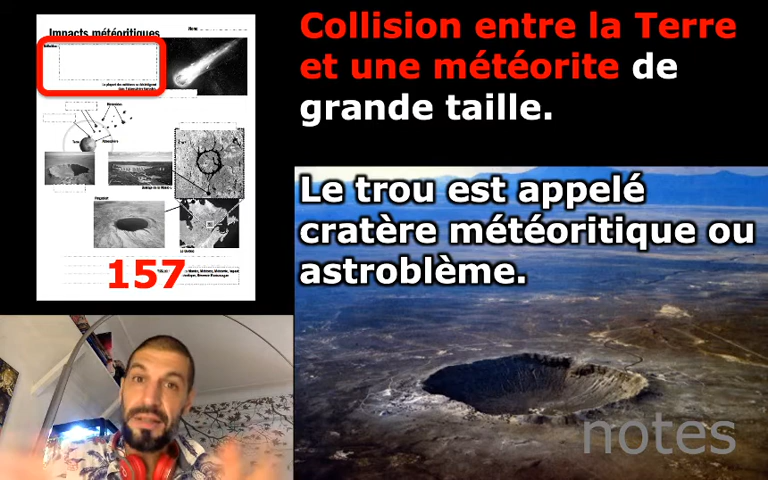 Impacts météoritiques
Nom
Collision entre la Terre
et une météorite de
grande taille.
Le trou est appelé
cratère météoritique ou
astroblème.
157
notes